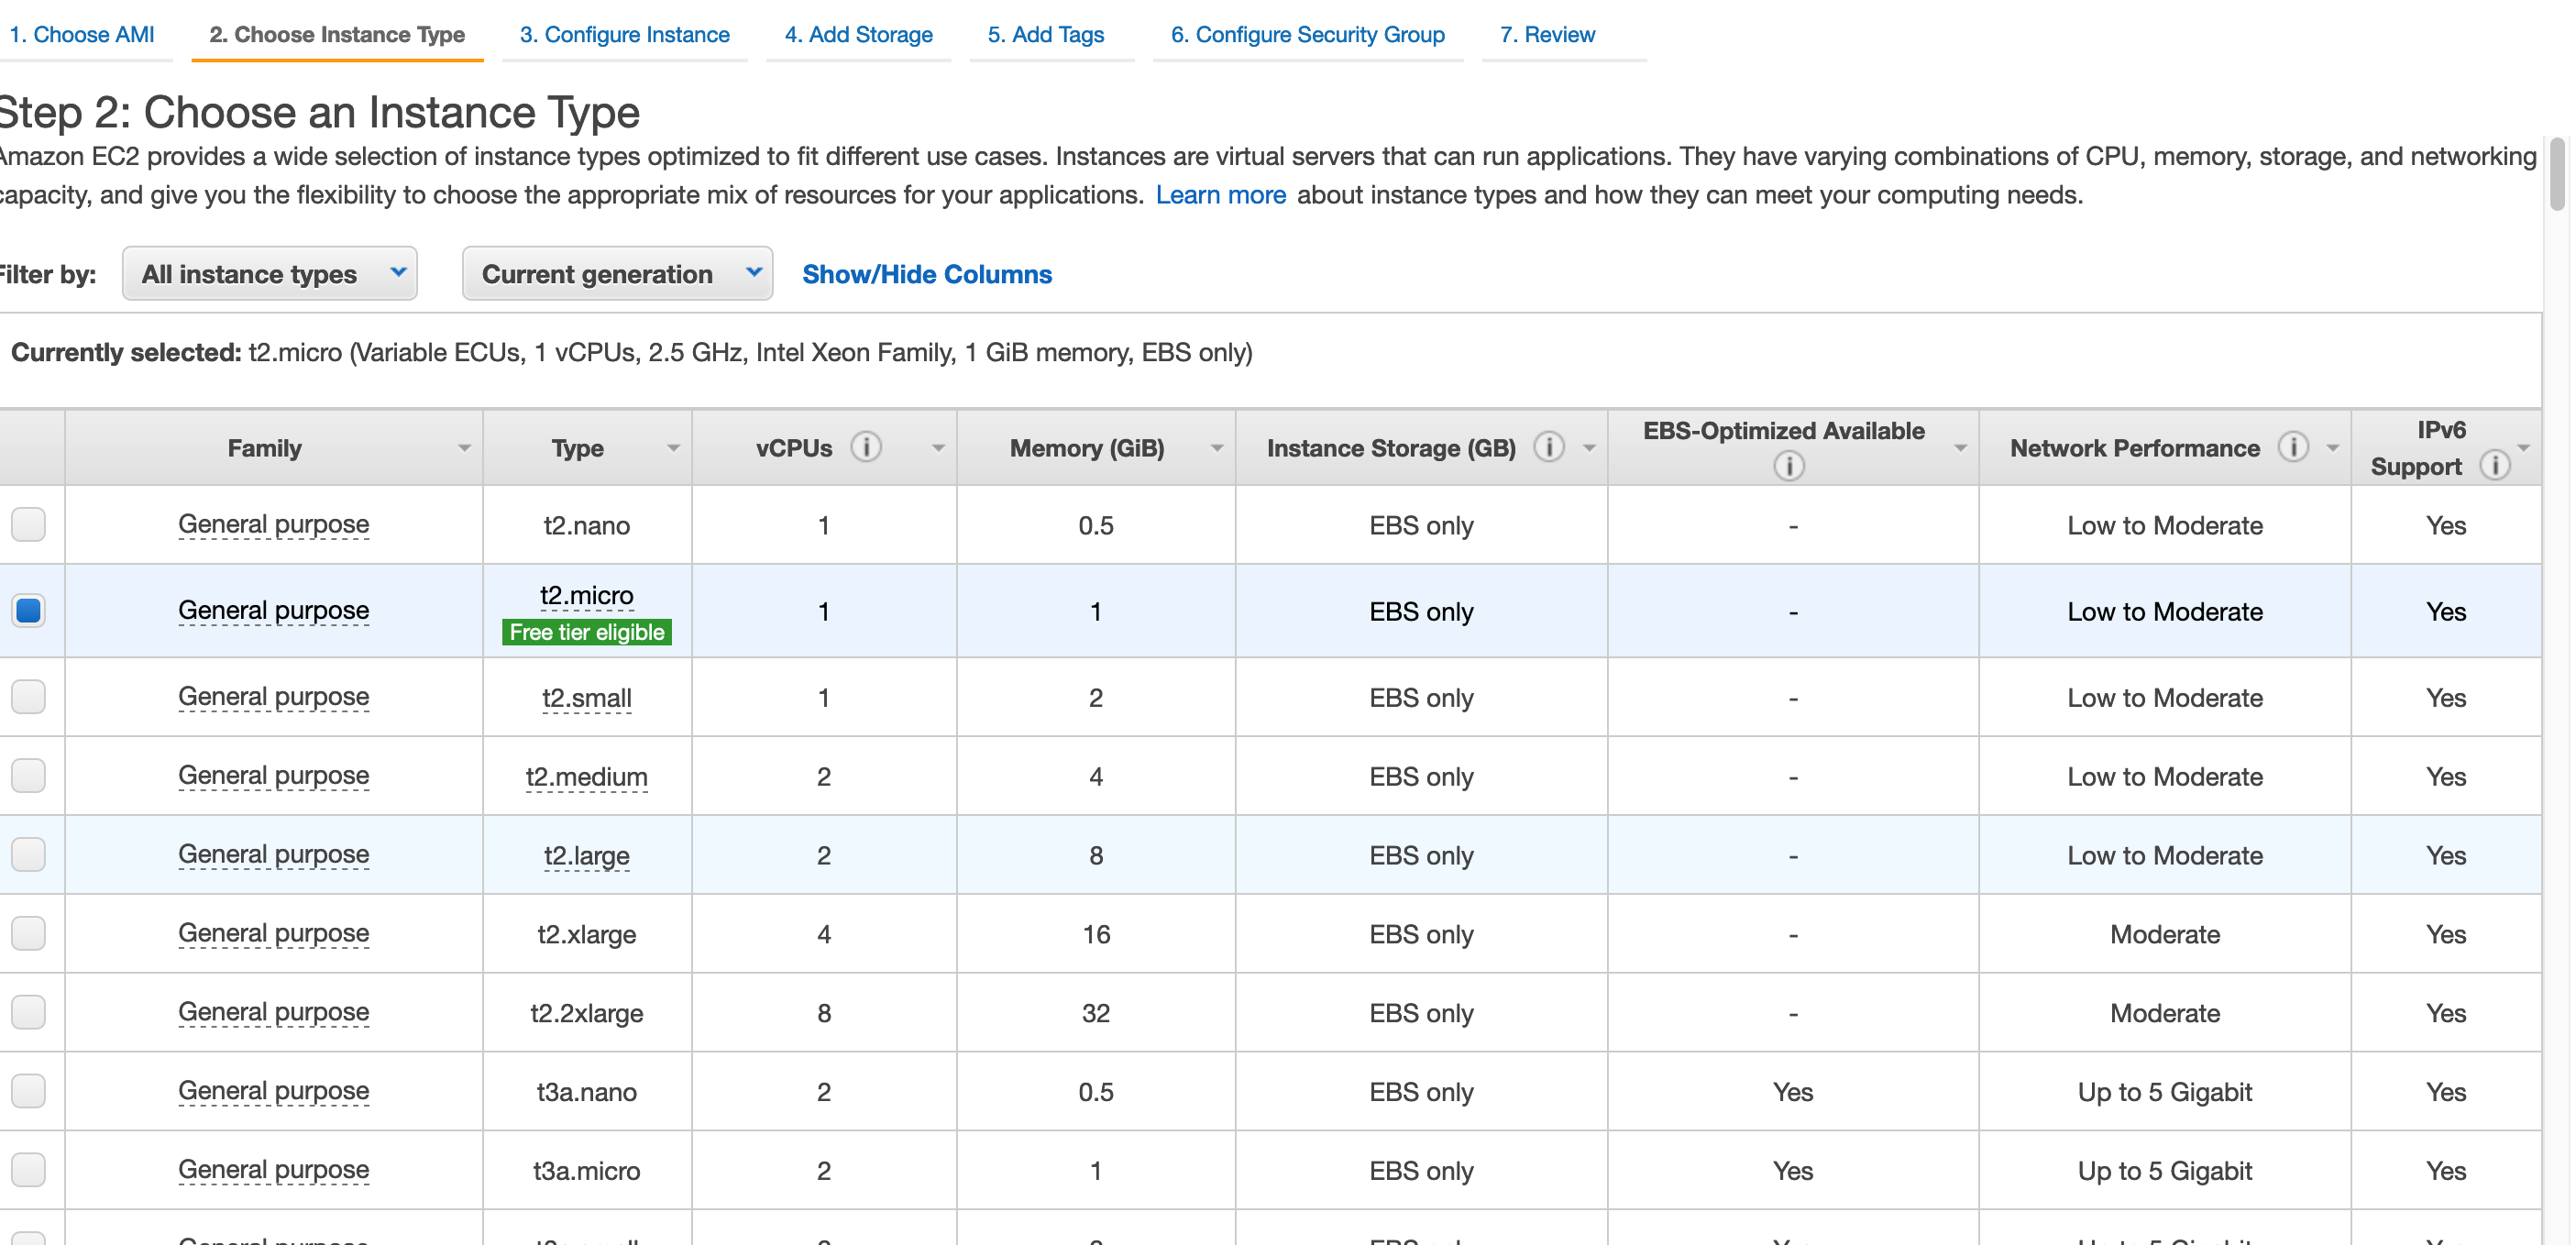 1. Choose AMI 2. Choose Instance Type 3. Configure Instance 4. Add Storage 5. Add Tags 6. Configure Security Group 7. Review
Step 2: Choose an Instance Type
Amazon EC2 provides a wide selection of instance types optimized to fit different use cases. Instances are virtual servers that can run applications. They have varying combinations of CPU, memory, storage, and networking
capacity, and give you the flexibility to choose the appropriate mix of resources for your applications. Learn more about instance types and how they can meet your computing needs.
Filter by: All instance types Current generation Show/Hide Columns
Currently selected: t2.micro (Variable ECUs, 1 vCPUs, 2.5 GHz, Intel Xeon Family, 1 GiB memory, EBS only)
Family Type vCPUs Memory (GiB) Instance Storage (GB) EBS-Optimized Available Network Performance IPv6 Support
General purpose t2.nano 1 0.5 EBS only - Low to Moderate Yes
General purpose t2.micro 1 1 EBS only - Low to Moderate Yes
Free tier eligible
General purpose t2.small 1 2 EBS only - Low to Moderate Yes
General purpose t2.medium 2 4 EBS only - Low to Moderate Yes
General purpose t2.large 2 8 EBS only - Low to Moderate Yes
General purpose t2.xlarge 4 16 EBS only - Moderate Yes
General purpose t2.2xlarge 8 32 EBS only - Moderate Yes
General purpose t3a.nano 2 0.5 EBS only Yes Up to 5 Gigabit Yes
General purpose t3a.micro 2 1 EBS only Yes Up to 5 Gigabit Yes